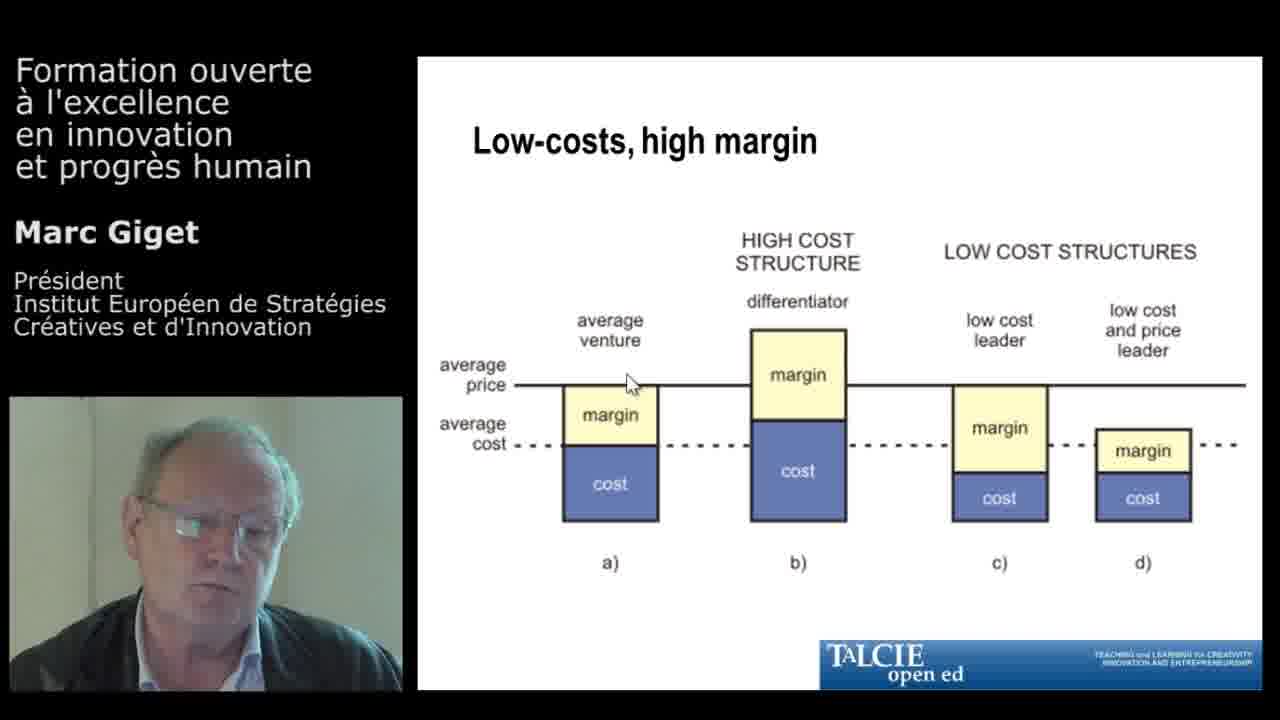 Formation ouverte
à l'excellence
en innovation
et progrès humain
Marc Giget
Président
Institut Européen de Stratégies
Créatives et d'Innovation
Low-costs, high margin
HIGH COST
STRUCTURE
LOW COST STRUCTURES
differentiator
average
venture
low cost
leader
low cost
and price
leader
average
price
average
cost
margin
cost
margin
cost
margin
cost
margin
cost
a)
b)
c)
d)
TALCIE
open ed
TEACHING and LEARNING for CREATIVITY
INNOVATION AND ENTREPRENEURSHIP